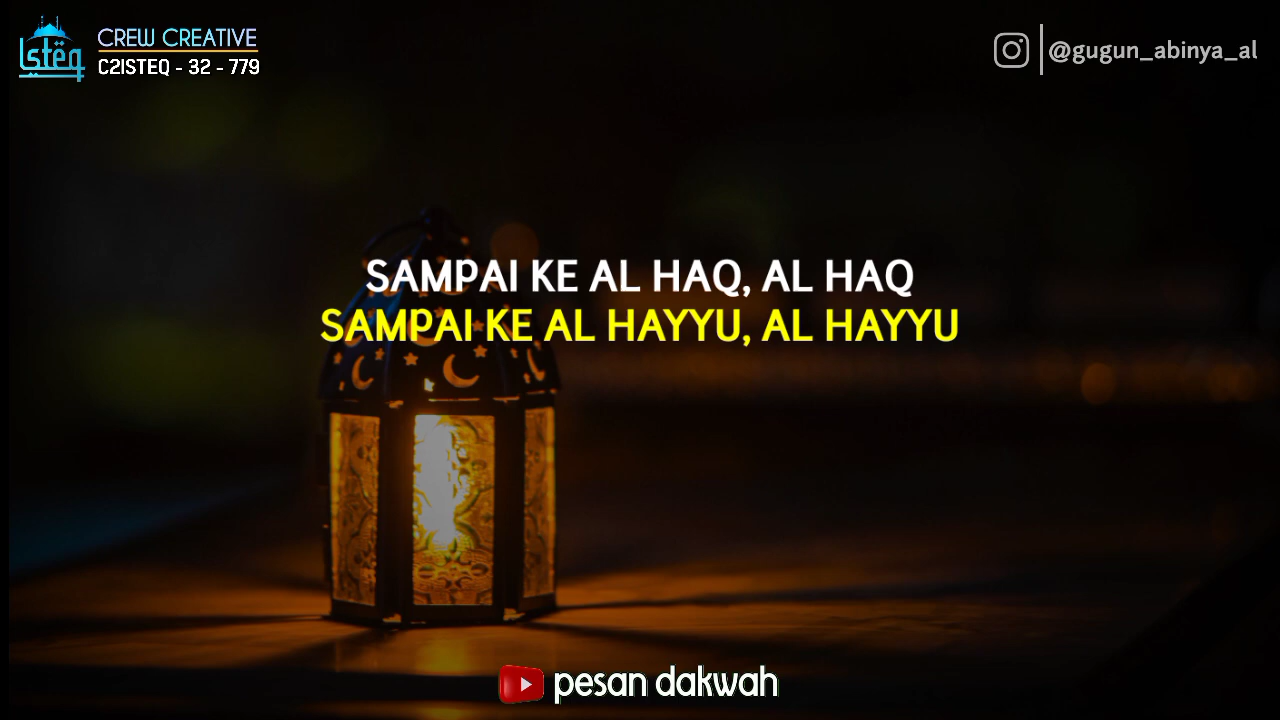 Istëq
CREW CREATIVE
C2ISTEQ - 32 - 779
@gugun_abinya_al
SAMPAI KE AL HAQ, AL HAQ
SAMPAI KE AL HAYYU, AL HAYYU
pesan dakwah